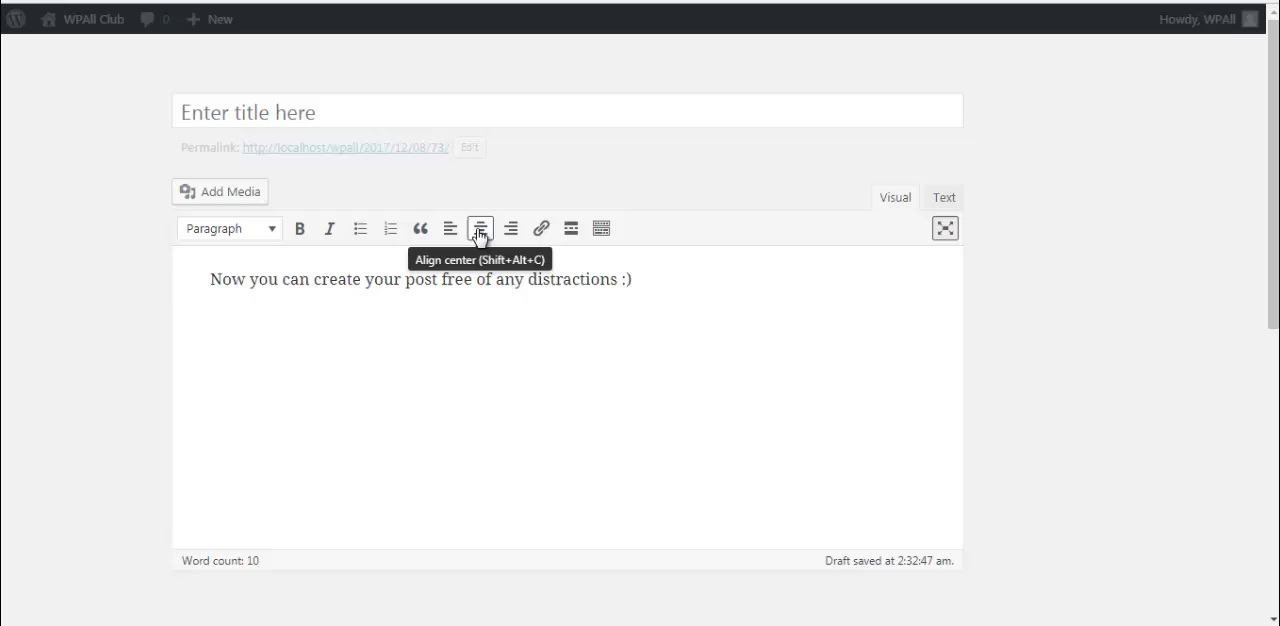 WPAll Club 0 New Howdy, WPAll
Enter title here
Permalink: http://localhost/wpall/2017/12/08/73/ Edit
Add Media
Visual Text
Paragraph B I
Align center (Shift+Alt+C)
Now you can create your post free of any distractions :)
Word count: 10 Draft saved at 2:32:47 am.